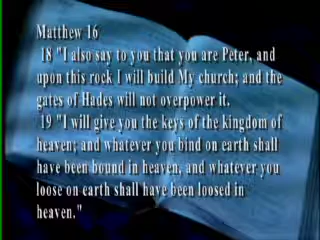 Matthew 16
18 "I also say to you that you are Peter, and
upon this rock I will build My church; and the
gates of Hades will not overpower it.
19 "I will give you the keys of the kingdom of
heaven; and whatever you bind on earth shall
have been bound in heaven, and whatever you
loose on earth shall have been loosed in
heaven."